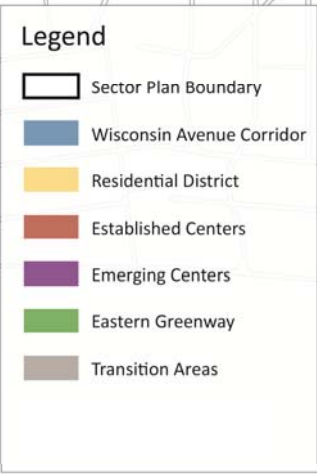 Legend
Sector Plan Boundary
Wisconsin Avenue Corridor
Residential District
Established Centers
Emerging Centers
Eastern Greenway
Transition Areas